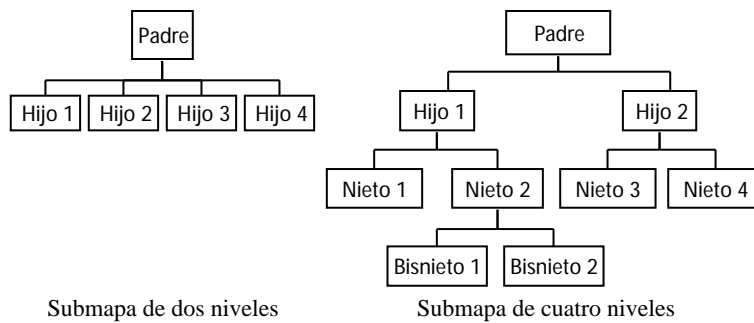 Padre
Hijo 1 Hijo 2 Hijo 3 Hijo 4
Submapa de dos niveles
Padre
Hijo 1 Hijo 2
Nieto 1 Nieto 2 Nieto 3 Nieto 4
Bisnieto 1 Bisnieto 2
Submapa de cuatro niveles